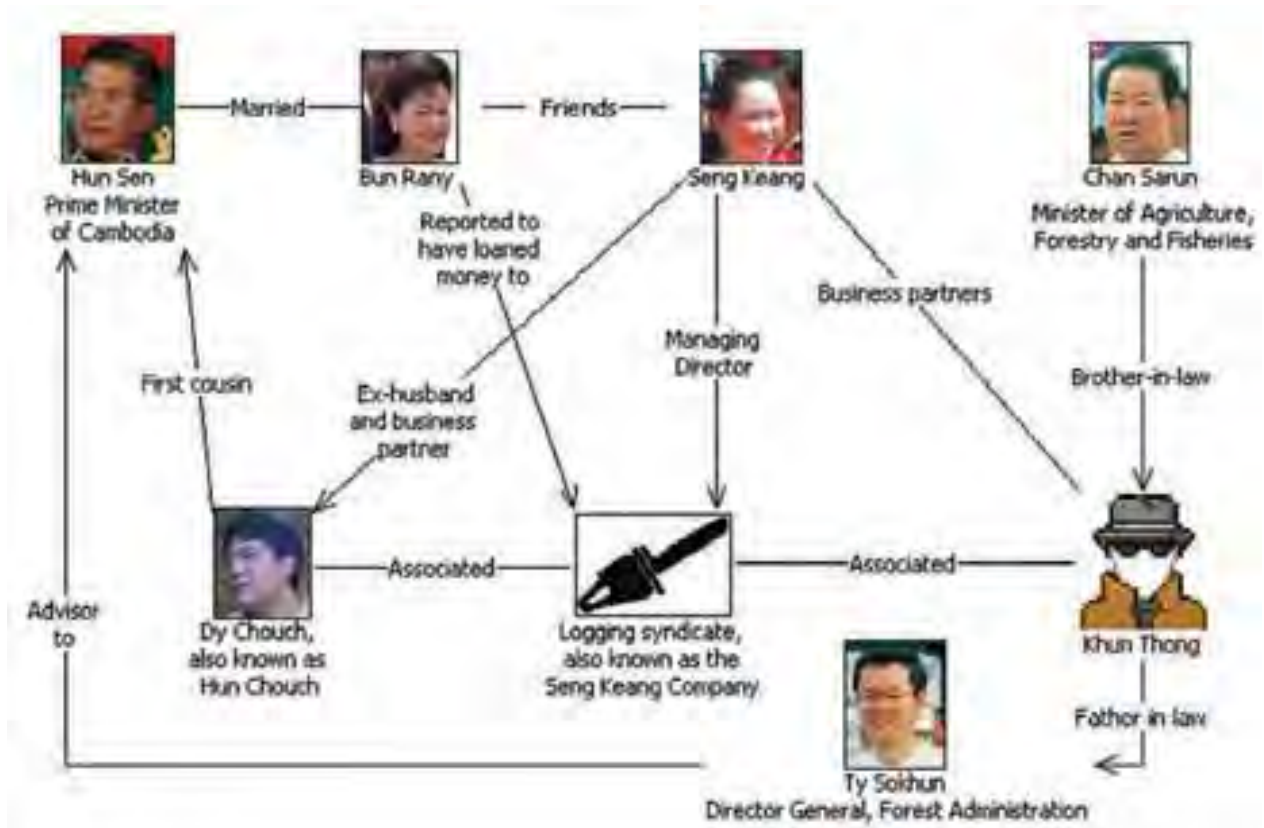 Married
Friends
Hun Sen
Prime Minister
of Cambodia
Bun Rany
Seng Keang
Chan Sarun
Minister of Agriculture,
Forestry and Fisheries
Reported to
have loaned
money to
Business partners
Managing
Director
First cousin
Ex-husband
and business
partner
Brother-in-law
Associated
Associated
Advisor
to
Dy Chouch,
also known as
Hun Chouch
Logging syndicate,
also known as the
Seng Keang Company
Khun Thong
Father in law
Ty Sokhun
Director General, Forest Administration